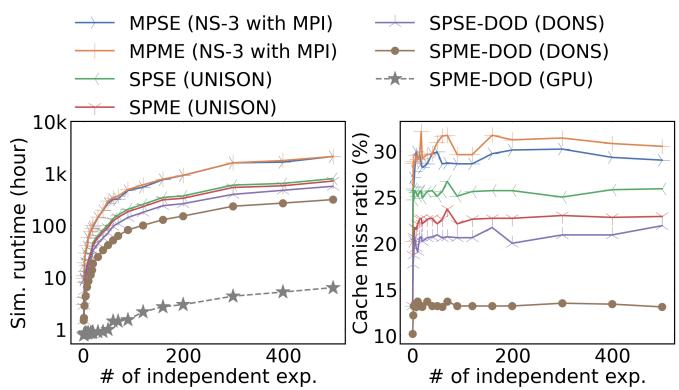 MPSE (NS-3 with MPI)
MPME (NS-3 with MPI)
SPSE (UNISON)
SPME (UNISON)
SPSE-DOD (DONS)
SPME-DOD (DONS)
SPME-DOD (GPU)
Sim. runtime (hour)
10k
1k
100
10
1
0
200
400
# of independent exp.
Cache miss ratio (%)
30
25
20
15
10
0
200
400
# of independent exp.